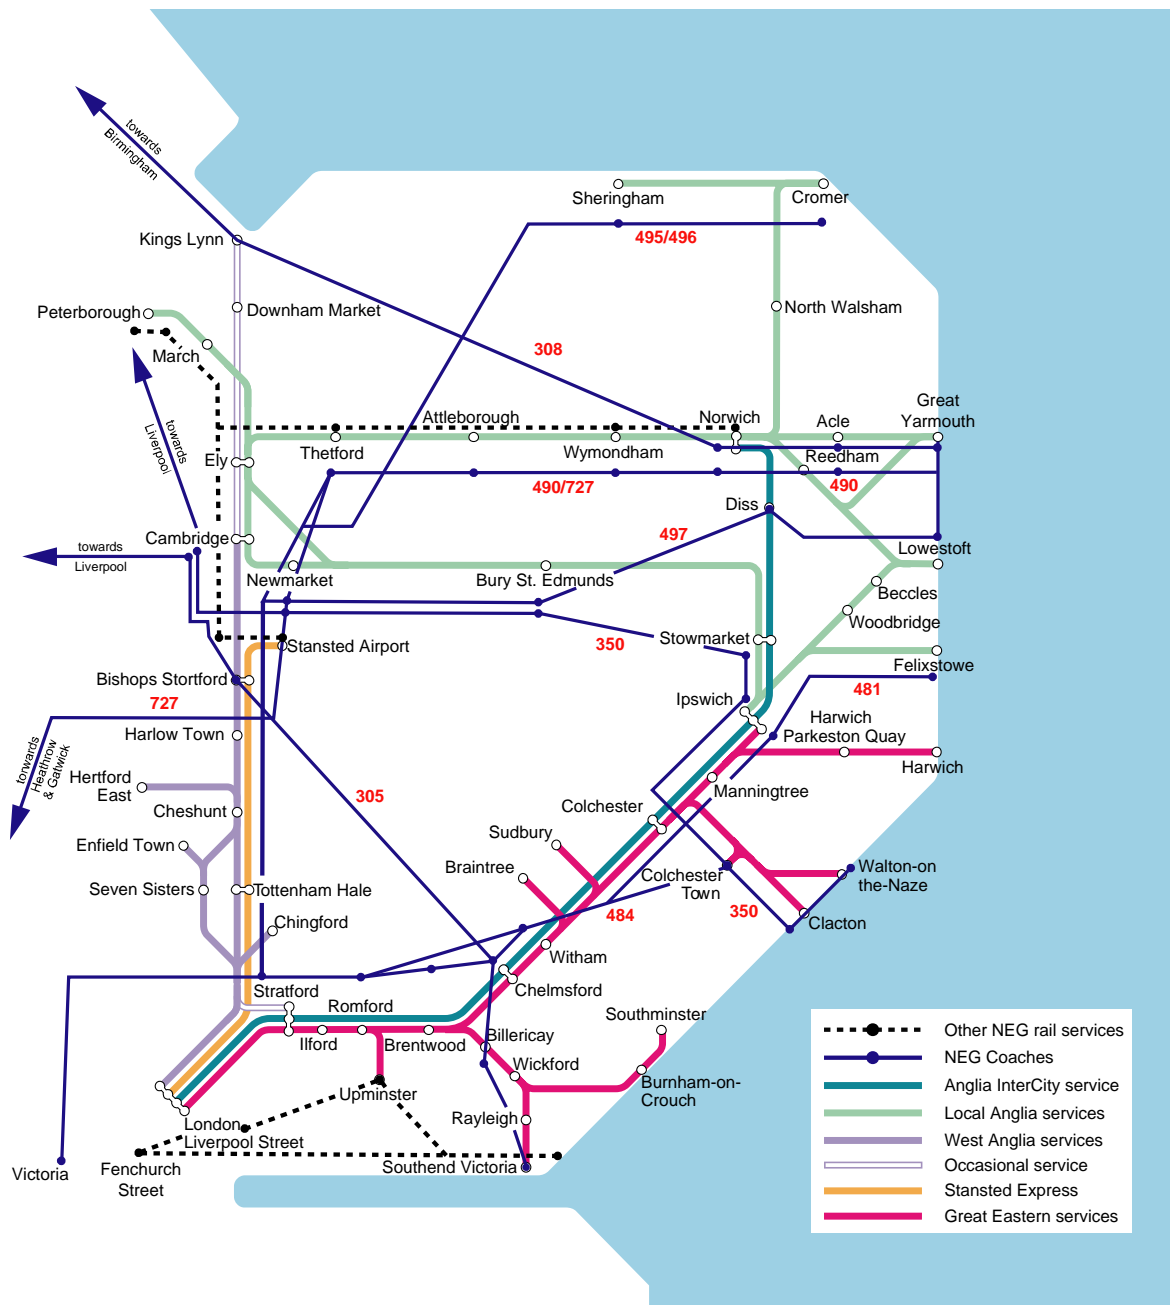 towards
Birmingham
Sheringham
Cromer
495/496
Kings Lynn
Peterborough
Downham Market
North Walsham
March
308
towards
Liverpool
Attleborough
Norwich
Acle
Great
Yarmouth
Thetford
Wymondham
Reedham
Ely
490/727
490
Diss
Cambridge
497
towards
Liverpool
Lowestoft
Newmarket
Bury St. Edmunds
Beccles
Woodbridge
Stansted Airport
350
Stowmarket
Felixstowe
Bishops Stortford
727
481
Ipswich
Harlow Town
Harwich
Parkeston Quay
torwards
Heathrow
& Gatwick
Harwich
Hertford
East
Manningtree
305
Colchester
Cheshunt
Sudbury
Enfield Town
Braintree
Colchester
Town
Walton-on
the-Naze
Seven Sisters
Tottenham Hale
484
350
Chingford
Clacton
Witham
Stratford
Chelmsford
Romford
Southminster
Ilford
Brentwood
Billericay
Wickford
Burnham-on-
Crouch
Upminster
Rayleigh
London
Liverpool Street
Victoria
Fenchurch
Street
Southend Victoria
Other NEG rail services
NEG Coaches
Anglia InterCity service
Local Anglia services
West Anglia services
Occasional service
Stansted Express
Great Eastern services